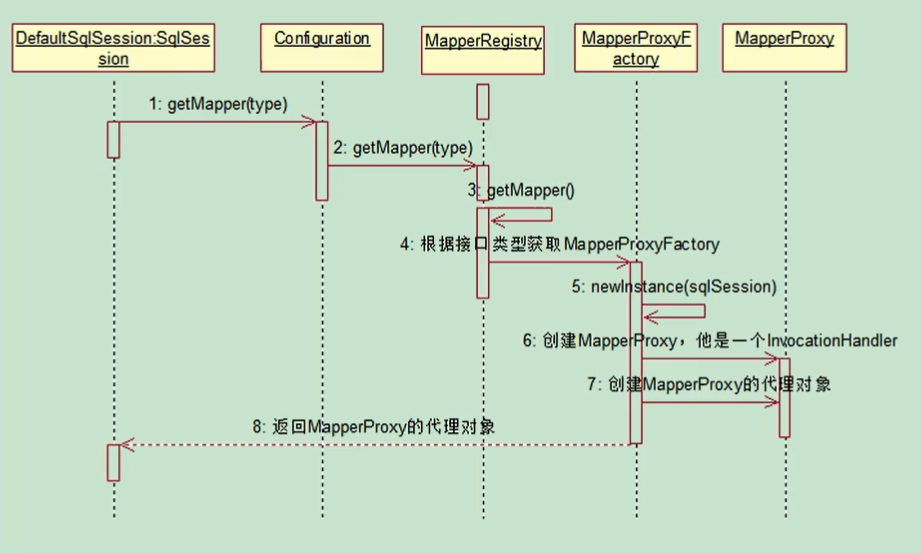 DefaultSqlSession:SqlSes
sion
Configuration
MapperRegistry
MapperProxyF
actory
MapperProxy
1: getMapper(type)
2: getMapper(type)
3: getMapper()
4: 根据接口类型获取MapperProxyFactory
5: newInstance(sqlSession)
6: 创建MapperProxy，他是一个InvocationHandler
7: 创建MapperProxy的代理对象
8: 返回MapperProxy的代理对象